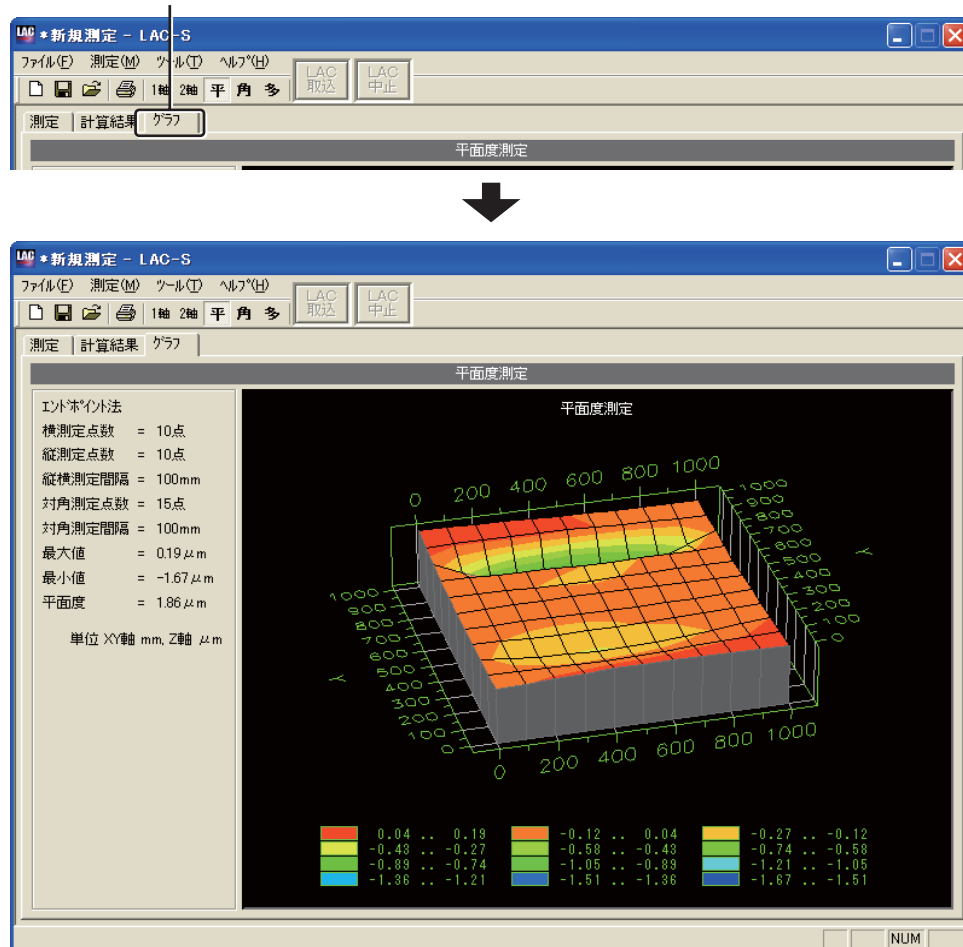 LAC *新規測定 - LAC-S
ファイル(F) 測定(M) ツール(T) ヘルプ(H)
1軸 2軸 平 角 多 LAC 取込 LAC 中止
測定 計算結果 グラフ
平面度測定
LAC *新規測定 - LAC-S
ファイル(F) 測定(M) ツール(T) ヘルプ(H)
1軸 2軸 平 角 多 LAC 取込 LAC 中止
測定 計算結果 グラフ
平面度測定
エンドポイント法
横測定点数 = 10点
縦測定点数 = 10点
縦横測定間隔 = 100mm
対角測定点数 = 15点
対角測定間隔 = 100mm
最大値 = 0.19μm
最小値 = -1.67μm
平面度 = 1.86μm
単位 XY軸 mm, Z軸 μm
平面度測定
0 200 400 600 800 1000
1000
900
800
700
600
500
400
300
200
100
0
Y
1000
900
800
700
600
500
400
300
200
100
0
Y
0 200 400 600 800 1000
0.04 .. 0.19 -0.12 .. 0.04 -0.27 .. -0.12
-0.43 .. -0.27 -0.58 .. -0.43 -0.74 .. -0.58
-0.89 .. -0.74 -1.05 .. -0.89 -1.21 .. -1.05
-1.36 .. -1.21 -1.51 .. -1.36 -1.67 .. -1.51
NUM